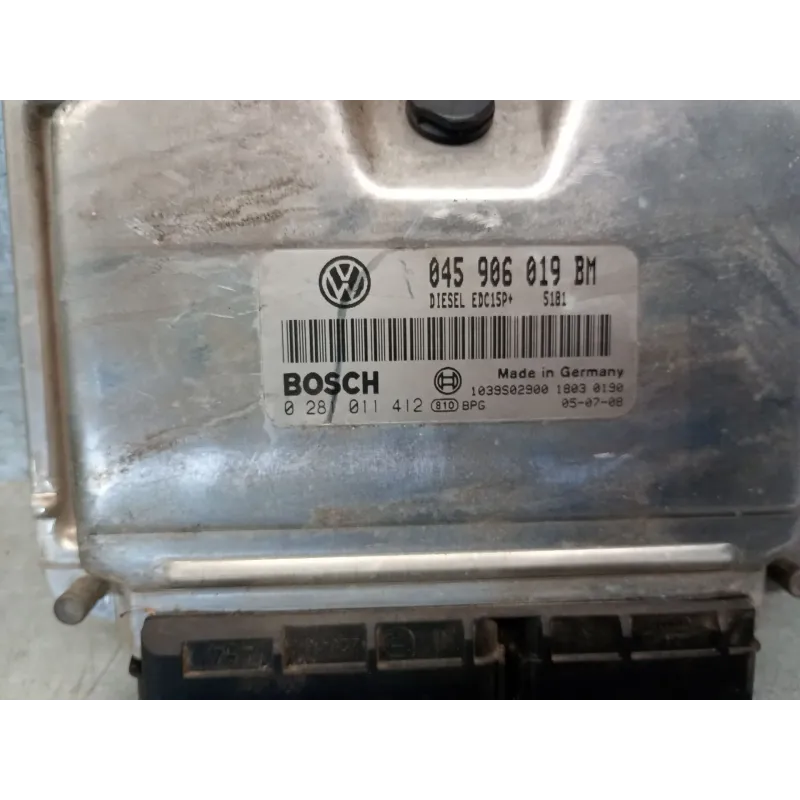 045 906 019 BM
DIESEL EDC15P+ 5181
BOSCH
Made in Germany
1039S02900 1803 0190
0 281 011 412 810 BPG 05-07-08